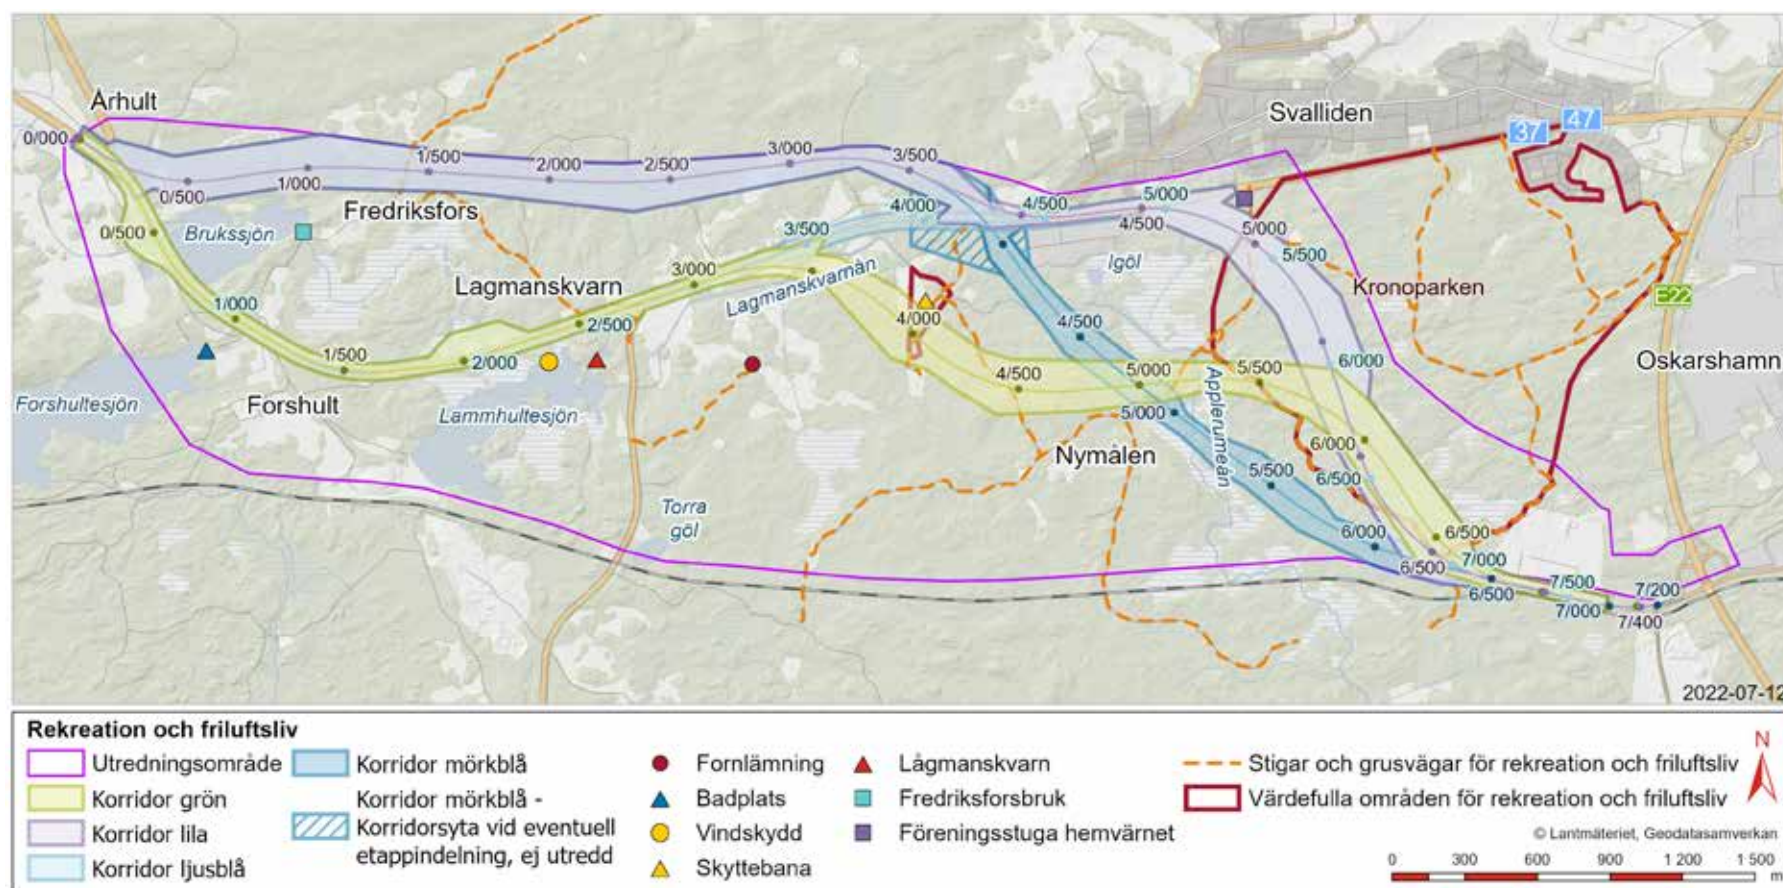 Århult
Svalliden
37
47
0/000
1/500
2/000
2/500
3/000
3/500
0/500
1/000
Fredriksfors
4/000
4/500
5/000
0/500
Brukssjön
3/500
4/500
5/000
5/500
Igöl
Lagmanskvarn
3/000
Lagmanskvarnån
Kronoparken
E22
1/000
2/500
4/000
4/500
1/500
2/000
6/000
Oskarshamn
Forshultesjön
Forshult
Lammhultesjön
4/500
5/000
5/500
Applerumeån
5/000
Nymålen
6/000
5/500
6/500
Torra
göl
6/000
6/500
7/000
6/500
6/500
7/500
7/000
7/200
7/400
2022-07-12
Rekreation och friluftsliv
Utredningsområde
Korridor grön
Korridor lila
Korridor ljusblå
Korridor mörkblå
Korridor mörkblå -
Korridorsyta vid eventuell
etappindelning, ej utredd
Fornlämning
Badplats
Vindskydd
Skyttebana
Lågmanskvarn
Fredriksforsbruk
Föreningsstuga hemvärnet
Stigar och grusvägar för rekreation och friluftsliv
Värdefulla områden för rekreation och friluftsliv
N
© Lantmäteriet, Geodatasamverkan
0 300 600 900 1 200 1 500
m